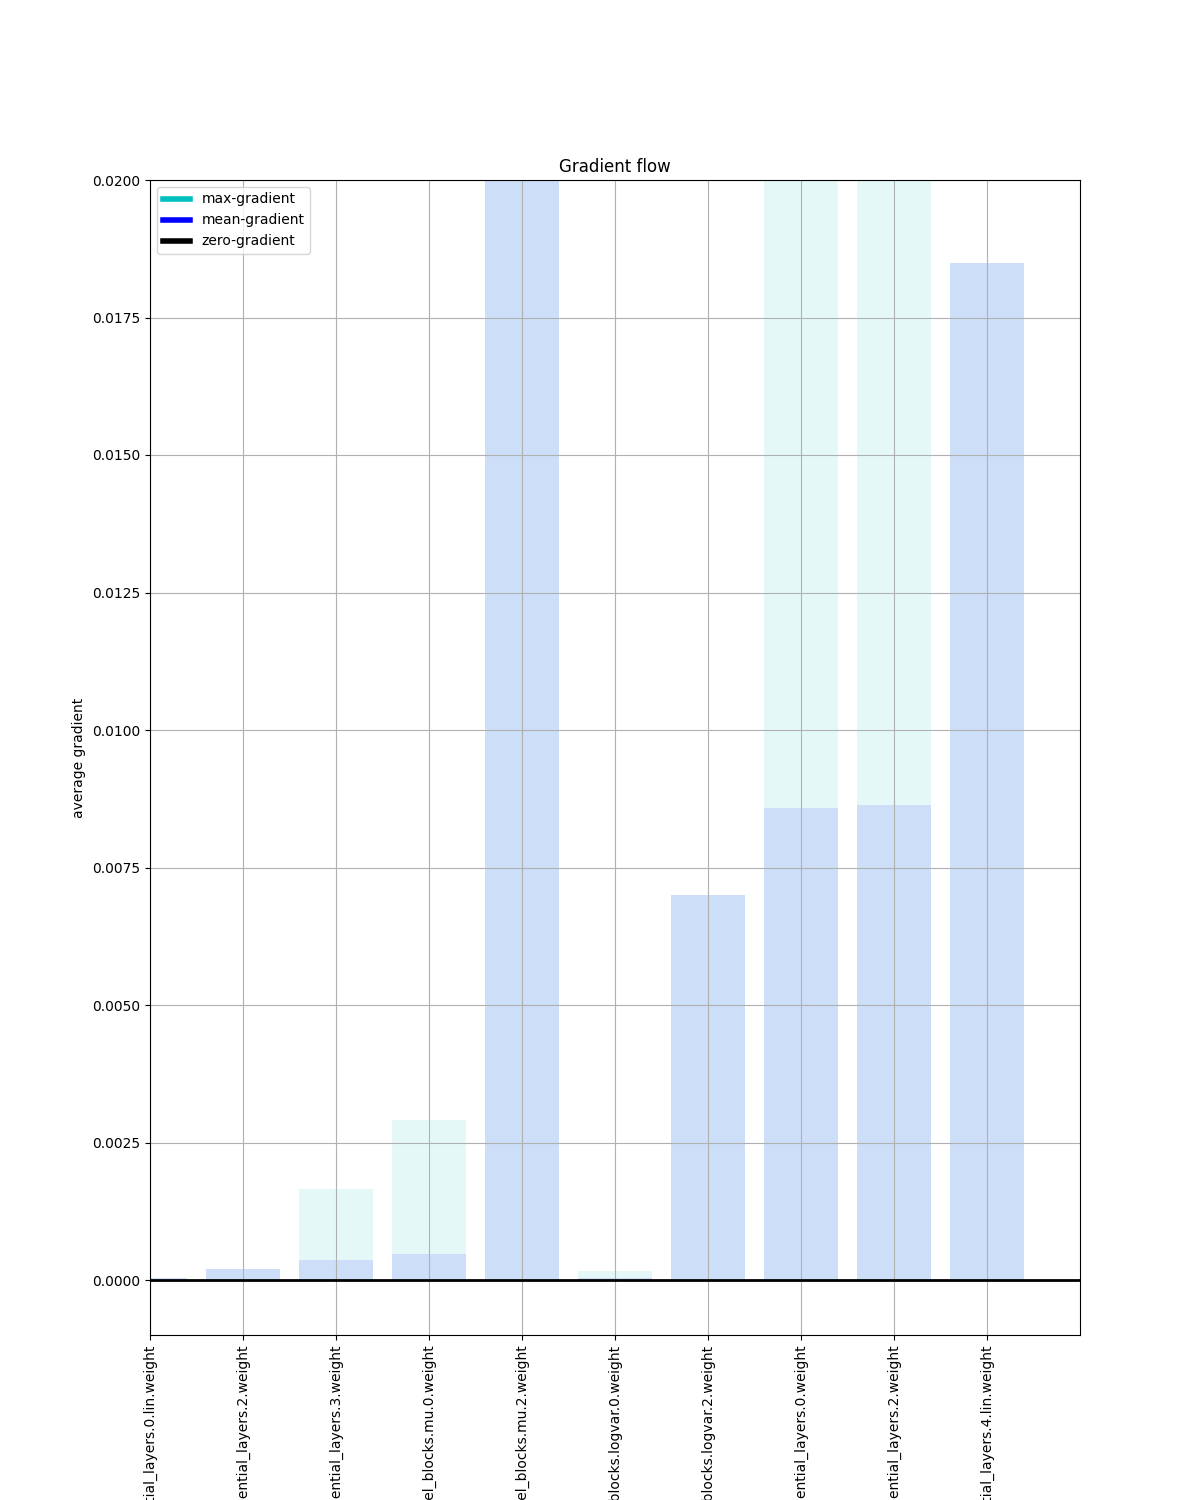 Gradient flow
max-gradient
mean-gradient
zero-gradient
0.0200
0.0175
0.0150
0.0125
0.0100
0.0075
0.0050
0.0025
0.0000
average gradient
tial_layers.0.lin.weight
ential_layers.2.weight
ential_layers.3.weight
el_blocks.mu.0.weight
el_blocks.mu.2.weight
blocks.logvar.0.weight
blocks.logvar.2.weight
ential_layers.0.weight
ential_layers.2.weight
tial_layers.4.lin.weight